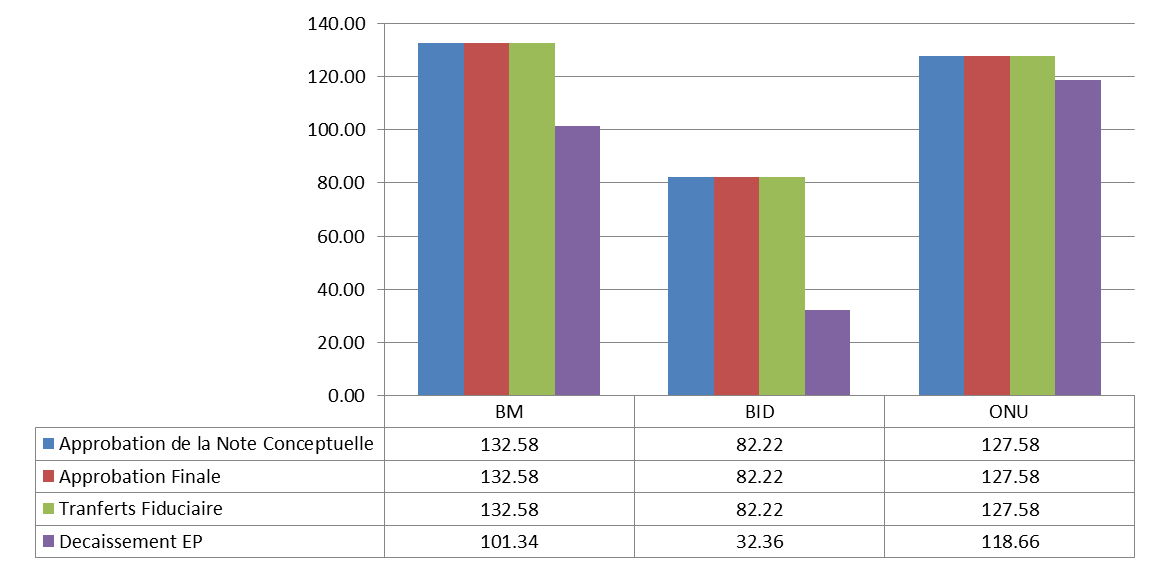 140.00
120.00
100.00
80.00
60.00
40.00
20.00
0.00
BM BID ONU
Approbation de la Note Conceptuelle 132.58 82.22 127.58
Approbation Finale 132.58 82.22 127.58
Tranferts Fiduciaire 132.58 82.22 127.58
Decaissement EP 101.34 32.36 118.66